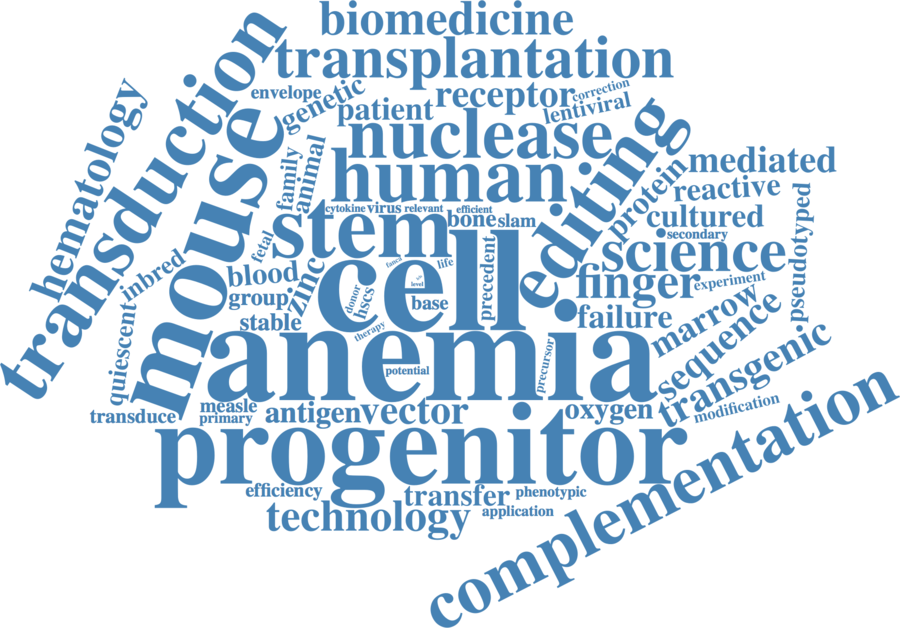 biomedicine
transplantation
envelope
genetic
patient
receptor
correction
lentiviral
hematology
transduction
mouse
nuclease
human
editing
protein
mediated
reactive
cultured
secondary
science
pseudotyped
family
animal
cytokine
virus
relevant
efficient
bone
slam
stem
fetal
inbred
blood
zinc
group
stable
quiescent
cell
fanca
life
level
donor
hscs
base
precedent
therapy
finger
experiment
failure
marrow
sequence
transgenic
modification
anemia
potential
precursor
transduce
measle
primary
antigen
vector
oxygen
progenitor
complementation
efficiency
transfer
phenotypic
technology
application